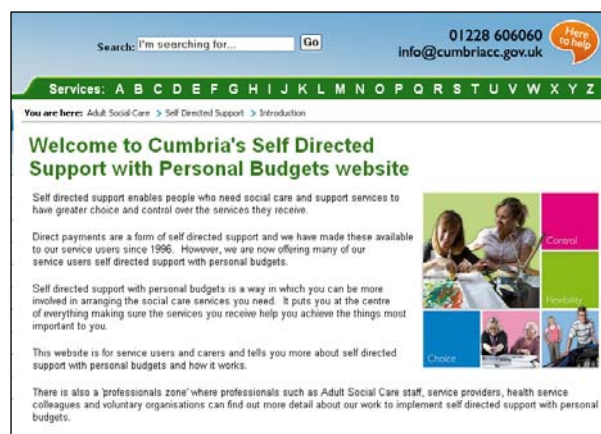 Search: I'm searching for... Go
01228 606060
info@cumbriacc.gov.uk
Here
to help
Services: A B C D E F G H I J K L M N O P Q R S T U V W X Y Z
You are here: Adult Social Care > Self Directed Support > Introduction
Welcome to Cumbria's Self Directed
Support with Personal Budgets website
Self directed support enables people who need social care and support services to
have greater choice and control over the services they receive.
Direct payments are a form of self directed support and we have made these available
to our service users since 1996. However, we are now offering many of our
service users self directed support with personal budgets.
Self directed support with personal budgets is a way in which you can be more
involved in arranging the social care services you need. It puts you at the centre
of everything making sure the services you receive help you achieve the things most
important to you.
This website is for service users and carers and tells you more about self directed
support with personal budgets and how it works.
There is also a 'professionals zone' where professionals such as Adult Social Care staff, service providers, health service
colleagues and voluntary organisations can find out more detail about our work to implement self directed support with personal
budgets.
Control
Flexibility
Choice